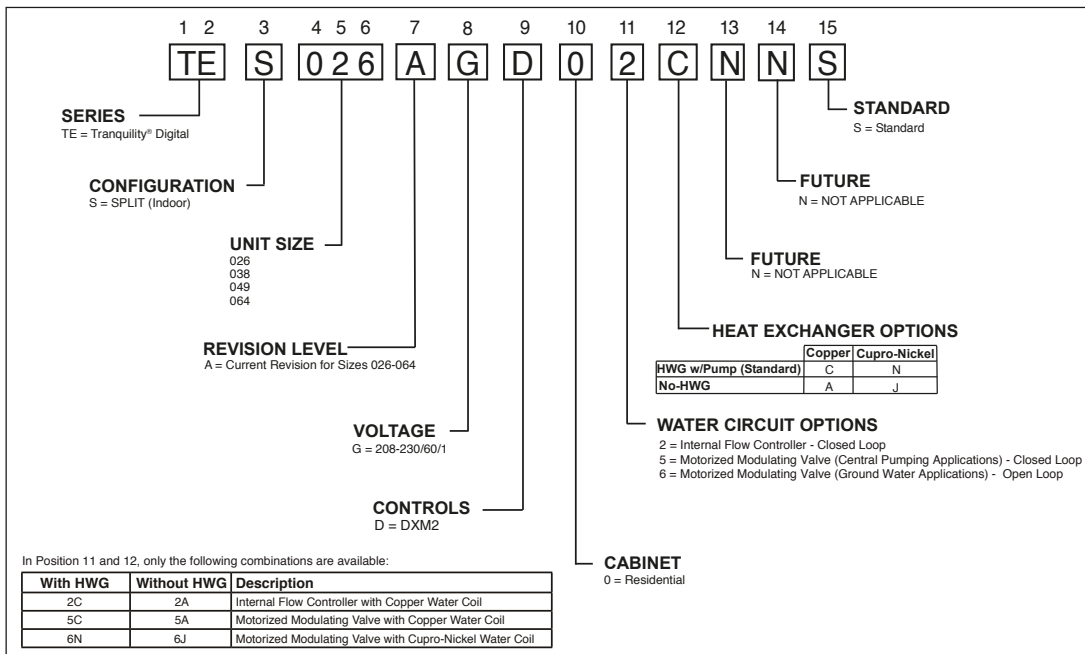 1 2 3 4 5 6 7 8 9 10 11 12 13 14 15
TE S 0 2 6 A G D 0 2 C N N S
SERIES
TE = Tranquility® Digital
STANDARD
S = Standard
CONFIGURATION
S = SPLIT (Indoor)
FUTURE
N = NOT APPLICABLE
UNIT SIZE
026
038
049
064
FUTURE
N = NOT APPLICABLE
REVISION LEVEL
A = Current Revision for Sizes 026-064
HEAT EXCHANGER OPTIONS
Copper Cupro-Nickel
HWG w/Pump (Standard) C N
No-HWG A J
VOLTAGE
G = 208-230/60/1
WATER CIRCUIT OPTIONS
2 = Internal Flow Controller - Closed Loop
5 = Motorized Modulating Valve (Central Pumping Applications) - Closed Loop
6 = Motorized Modulating Valve (Ground Water Applications) - Open Loop
CONTROLS
D = DXM2
CABINET
0 = Residential
In Position 11 and 12, only the following combinations are available:
With HWG Without HWG Description
2C 2A Internal Flow Controller with Copper Water Coil
5C 5A Motorized Modulating Valve with Copper Water Coil
6N 6J Motorized Modulating Valve with Cupro-Nickel Water Coil